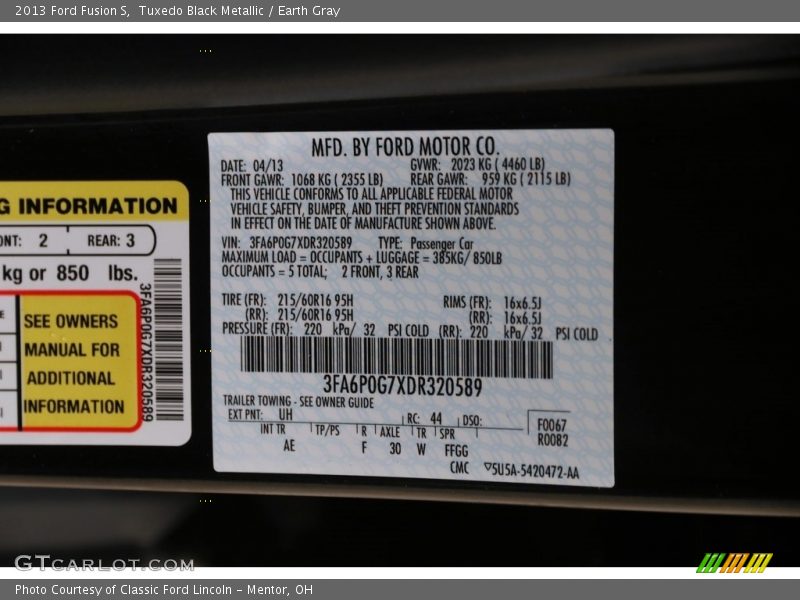 2013 Ford Fusion S, Tuxedo Black Metallic / Earth Gray
G INFORMATION
ONT: 2 REAR: 3
kg or 850 lbs.
SEE OWNERS
MANUAL FOR
ADDITIONAL
INFORMATION
3FA6P0G7XDR320589
MFD. BY FORD MOTOR CO.
DATE: 04/13 GVWR: 2023 KG ( 4460 LB)
FRONT GAWR: 1068 KG ( 2355 LB) REAR GAWR: 959 KG ( 2115 LB)
THIS VEHICLE CONFORMS TO ALL APPLICABLE FEDERAL MOTOR
VEHICLE SAFETY, BUMPER, AND THEFT PREVENTION STANDARDS
IN EFFECT ON THE DATE OF MANUFACTURE SHOWN ABOVE.
VIN: 3FA6P0G7XDR320589 TYPE: Passenger Car
MAXIMUM LOAD = OCCUPANTS + LUGGAGE = 385KG/ 850LB
OCCUPANTS = 5 TOTAL; 2 FRONT, 3 REAR
TIRE (FR): 215/60R16 95H RIMS (FR): 16x6.5J
(RR): 215/60R16 95H (RR): 16x6.5J
PRESSURE (FR): 220 kPa/ 32 PSI COLD (RR): 220 kPa/ 32 PSI COLD
3FA6P0G7XDR320589
TRAILER TOWING - SEE OWNER GUIDE
EXT PNT: UH RC: 44 DSO: F0067
INT TR TP/PS R AXLE TR SPR R0082
AE F 30 W FFGG
CMC 5U5A-5420472-AA
GTCARLOT.COM
Photo Courtesy of Classic Ford Lincoln - Mentor, OH